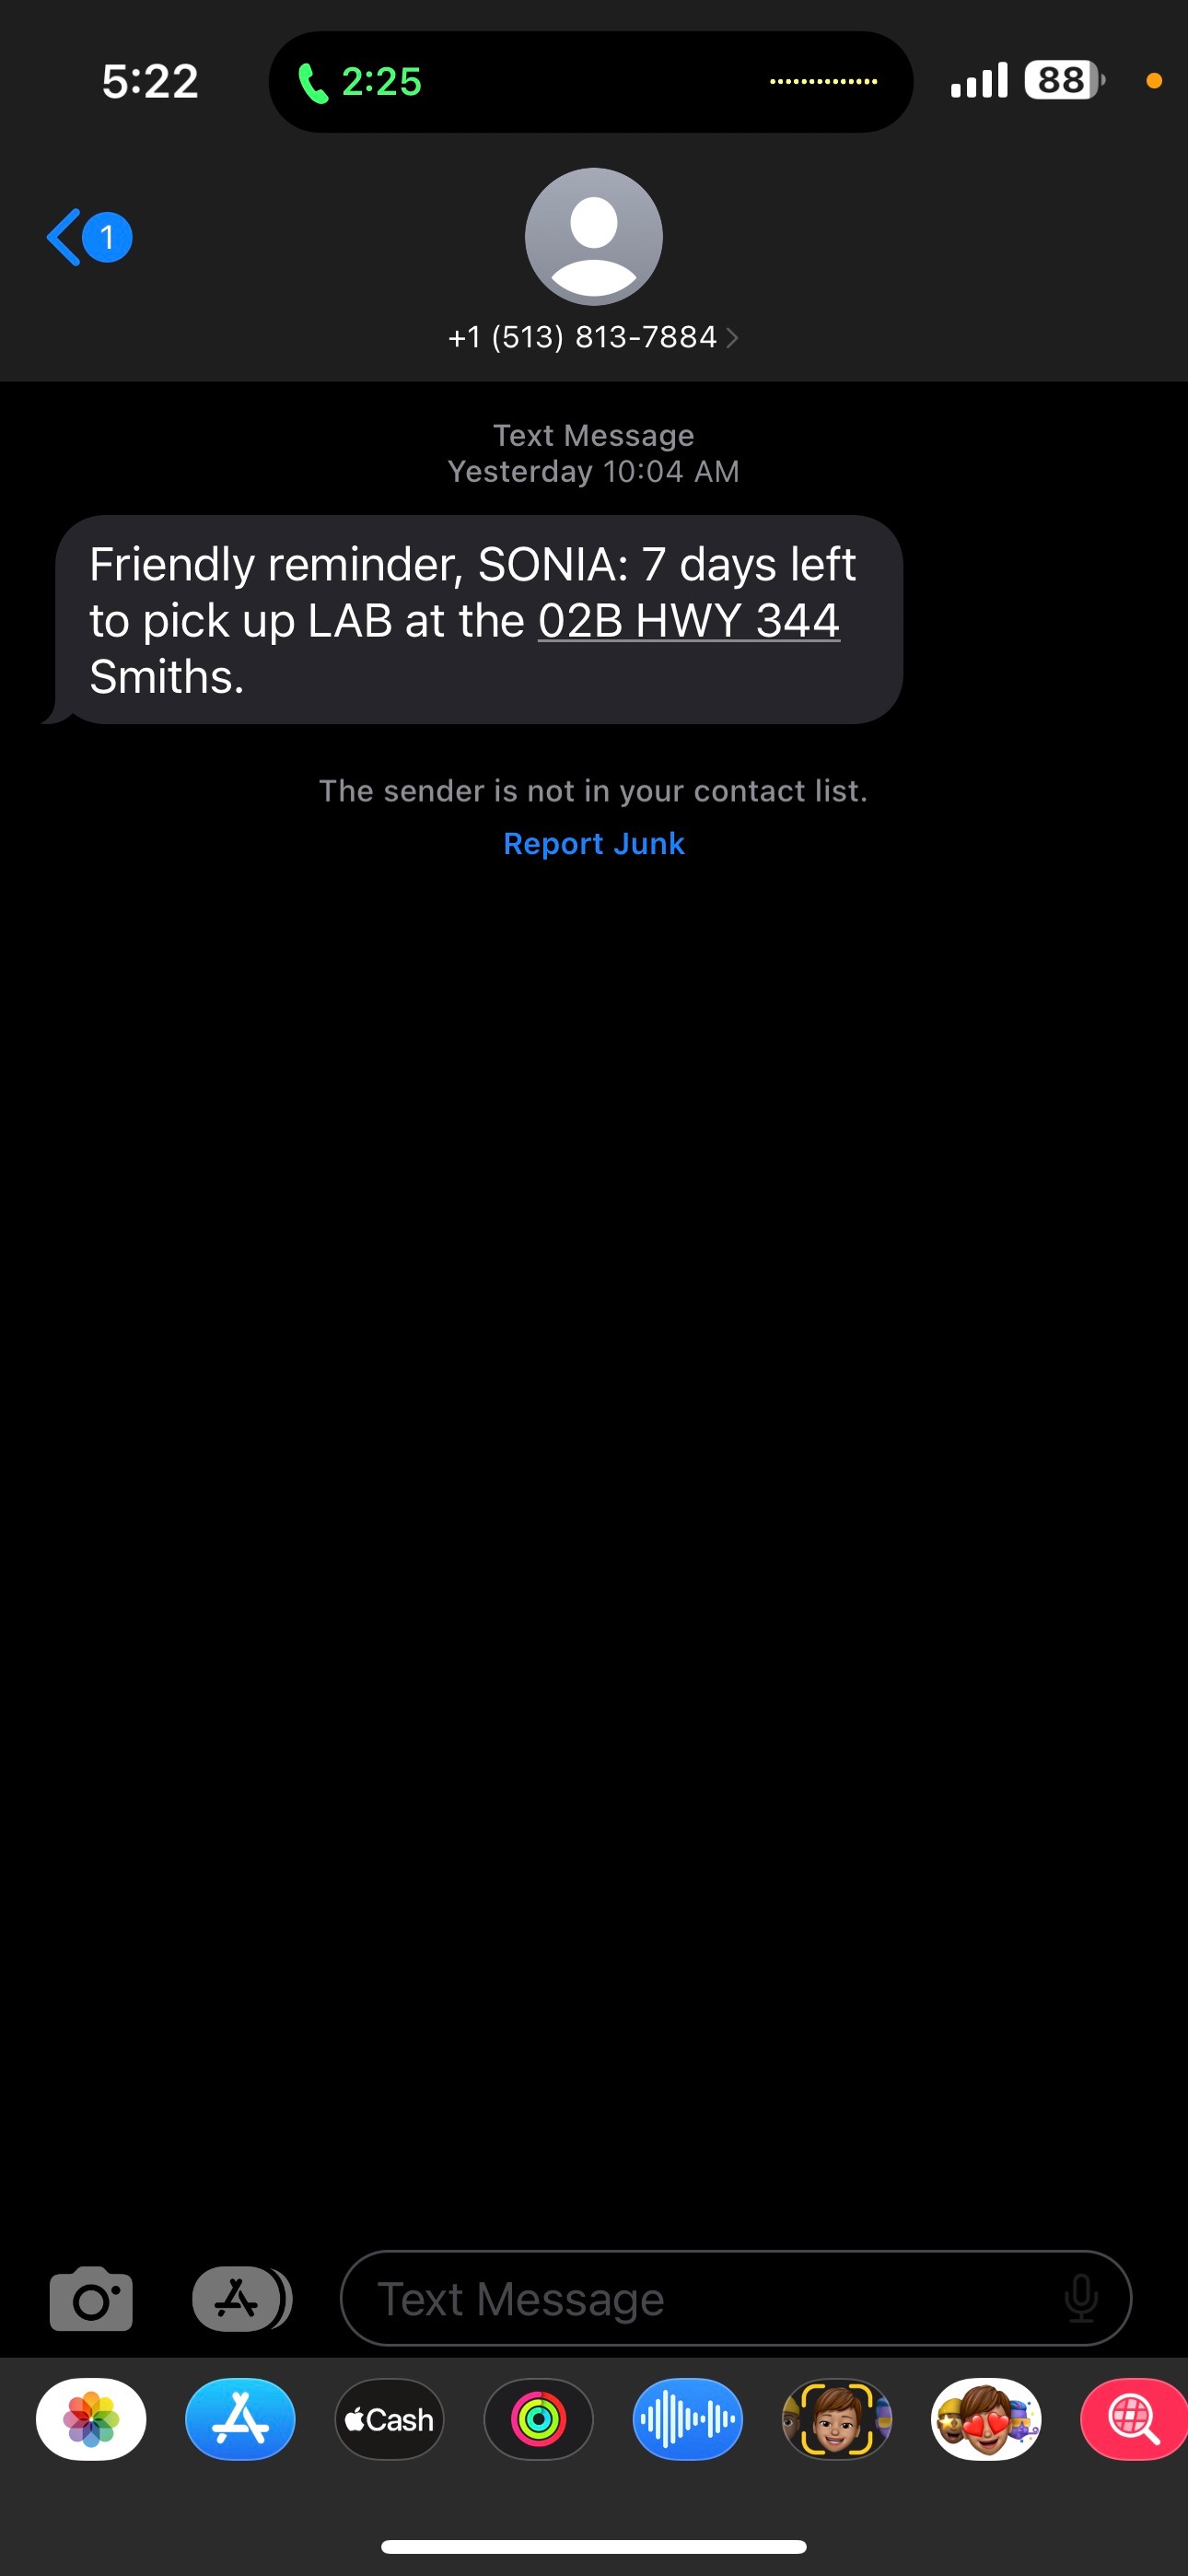 5:22
2:25
88
1
+1 (513) 813-7884
Text Message
Yesterday 10:04 AM
Friendly reminder, SONIA: 7 days left
to pick up LAB at the 02B HWY 344
Smiths.
The sender is not in your contact list.
Report Junk
Text Message
Cash